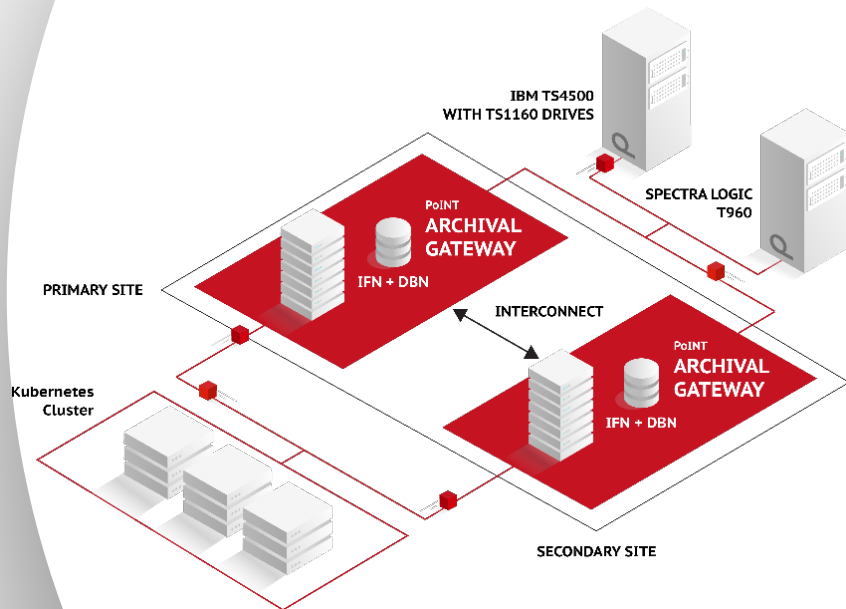 IBM TS4500
WITH TS1160 DRIVES
SPECTRA LOGIC
T960
PoINT
ARCHIVAL
GATEWAY
IFN + DBN
PRIMARY SITE
INTERCONNECT
PoINT
ARCHIVAL
GATEWAY
IFN + DBN
Kubernetes
Cluster
SECONDARY SITE